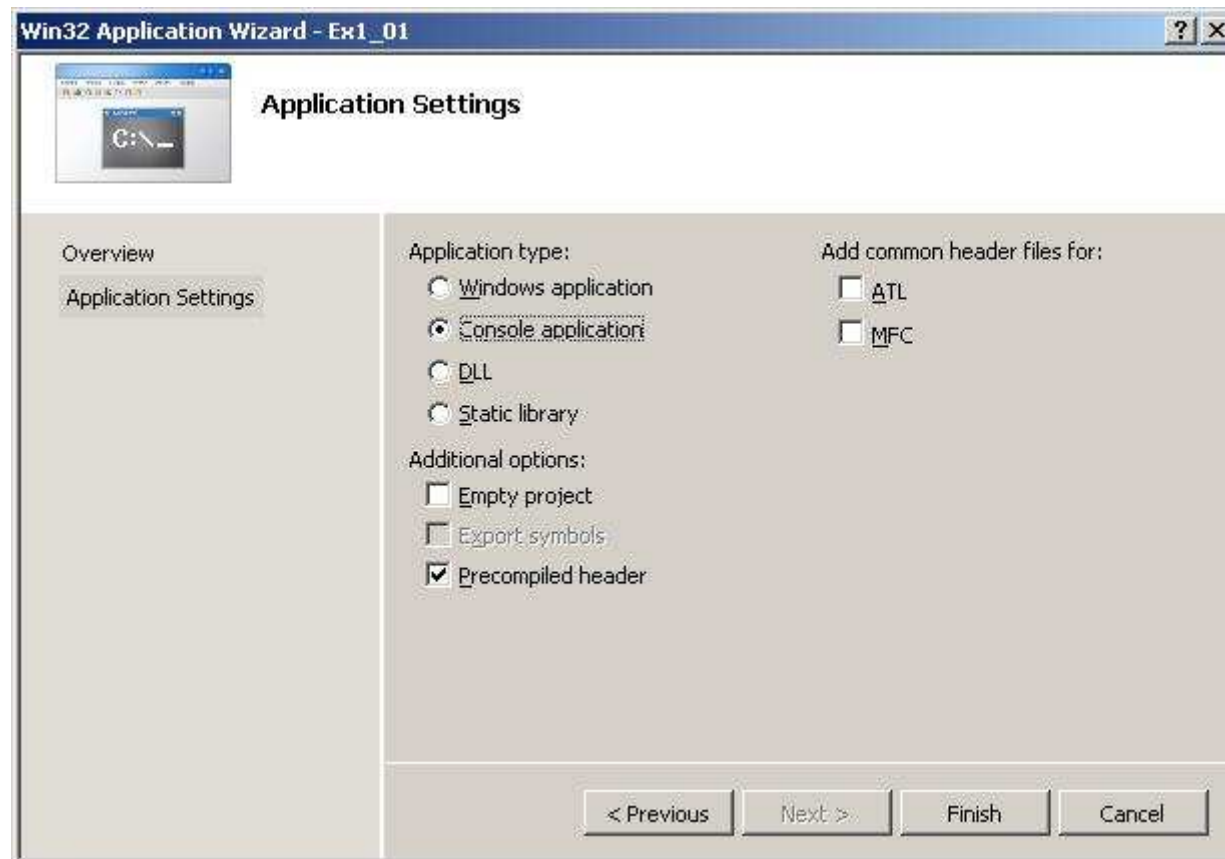 Win32 Application Wizard - Ex1_01
C:\_
Application Settings
Overview
Application Settings
Application type:
Windows application
Console application
DLL
Static library
Additional options:
Empty project
Export symbols
Precompiled header
Add common header files for:
ATL
MFC
< Previous
Next >
Finish
Cancel